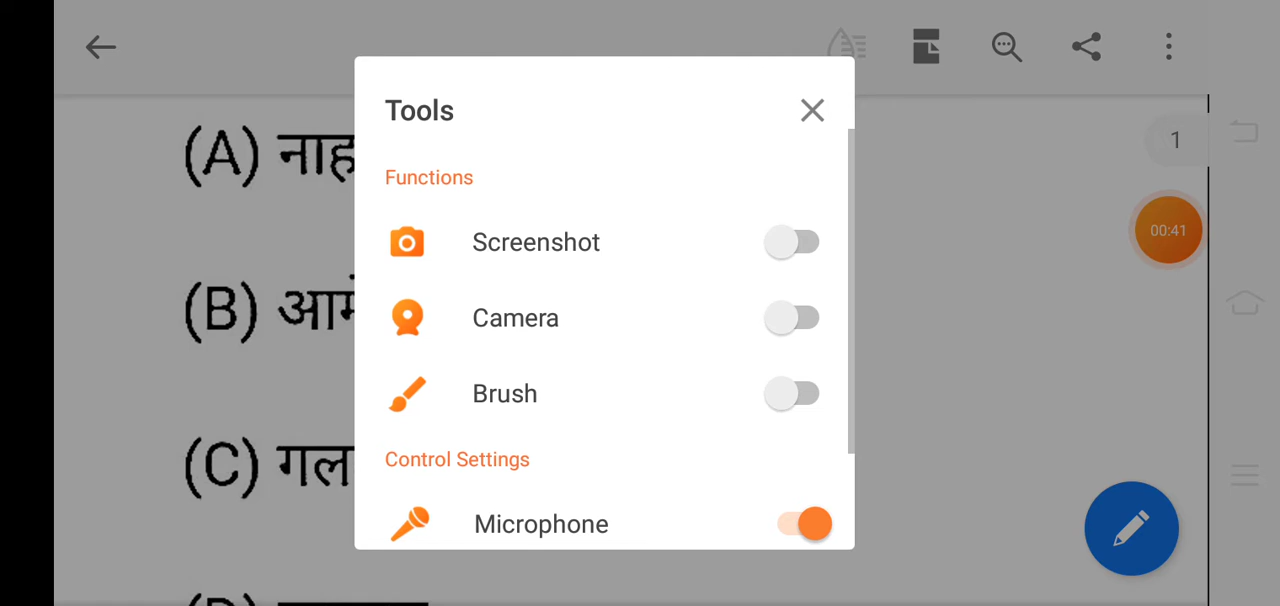 Tools
Functions
Screenshot
Camera
Brush
Control Settings
Microphone
1
00:41
(A)
(B)
(C)